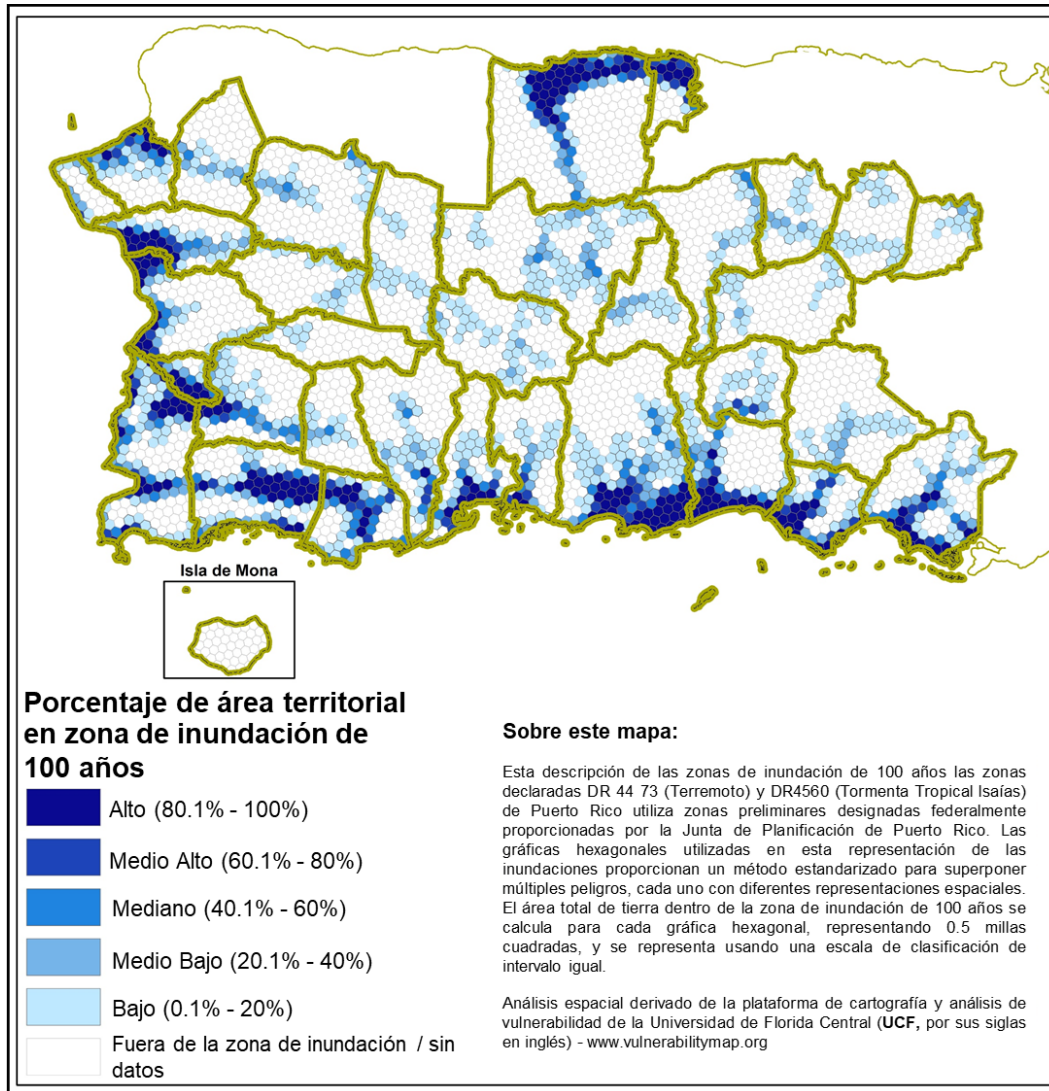 Isla de Mona
Porcentaje de área territorial
en zona de inundación de
100 años
Alto (80.1% - 100%)
Medio Alto (60.1% - 80%)
Mediano (40.1% - 60%)
Medio Bajo (20.1% - 40%)
Bajo (0.1% - 20%)
Fuera de la zona de inundación / sin
datos
Sobre este mapa:
Esta descripción de las zonas de inundación de 100 años las zonas
declaradas DR 44 73 (Terremoto) y DR4560 (Tormenta Tropical Isaías)
de Puerto Rico utiliza zonas preliminares designadas federalmente
proporcionadas por la Junta de Planificación de Puerto Rico. Las
gráficas hexagonales utilizadas en esta representación de las
inundaciones proporcionan un método estandarizado para superponer
múltiples peligros, cada uno con diferentes representaciones espaciales.
El área total de tierra dentro de la zona de inundación de 100 años se
calcula para cada gráfica hexagonal, representando 0.5 millas
cuadradas, y se representa usando una escala de clasificación de
intervalo igual.
Análisis espacial derivado de la plataforma de cartografía y análisis de
vulnerabilidad de la Universidad de Florida Central (UCF, por sus siglas
en inglés) - www.vulnerabilitymap.org